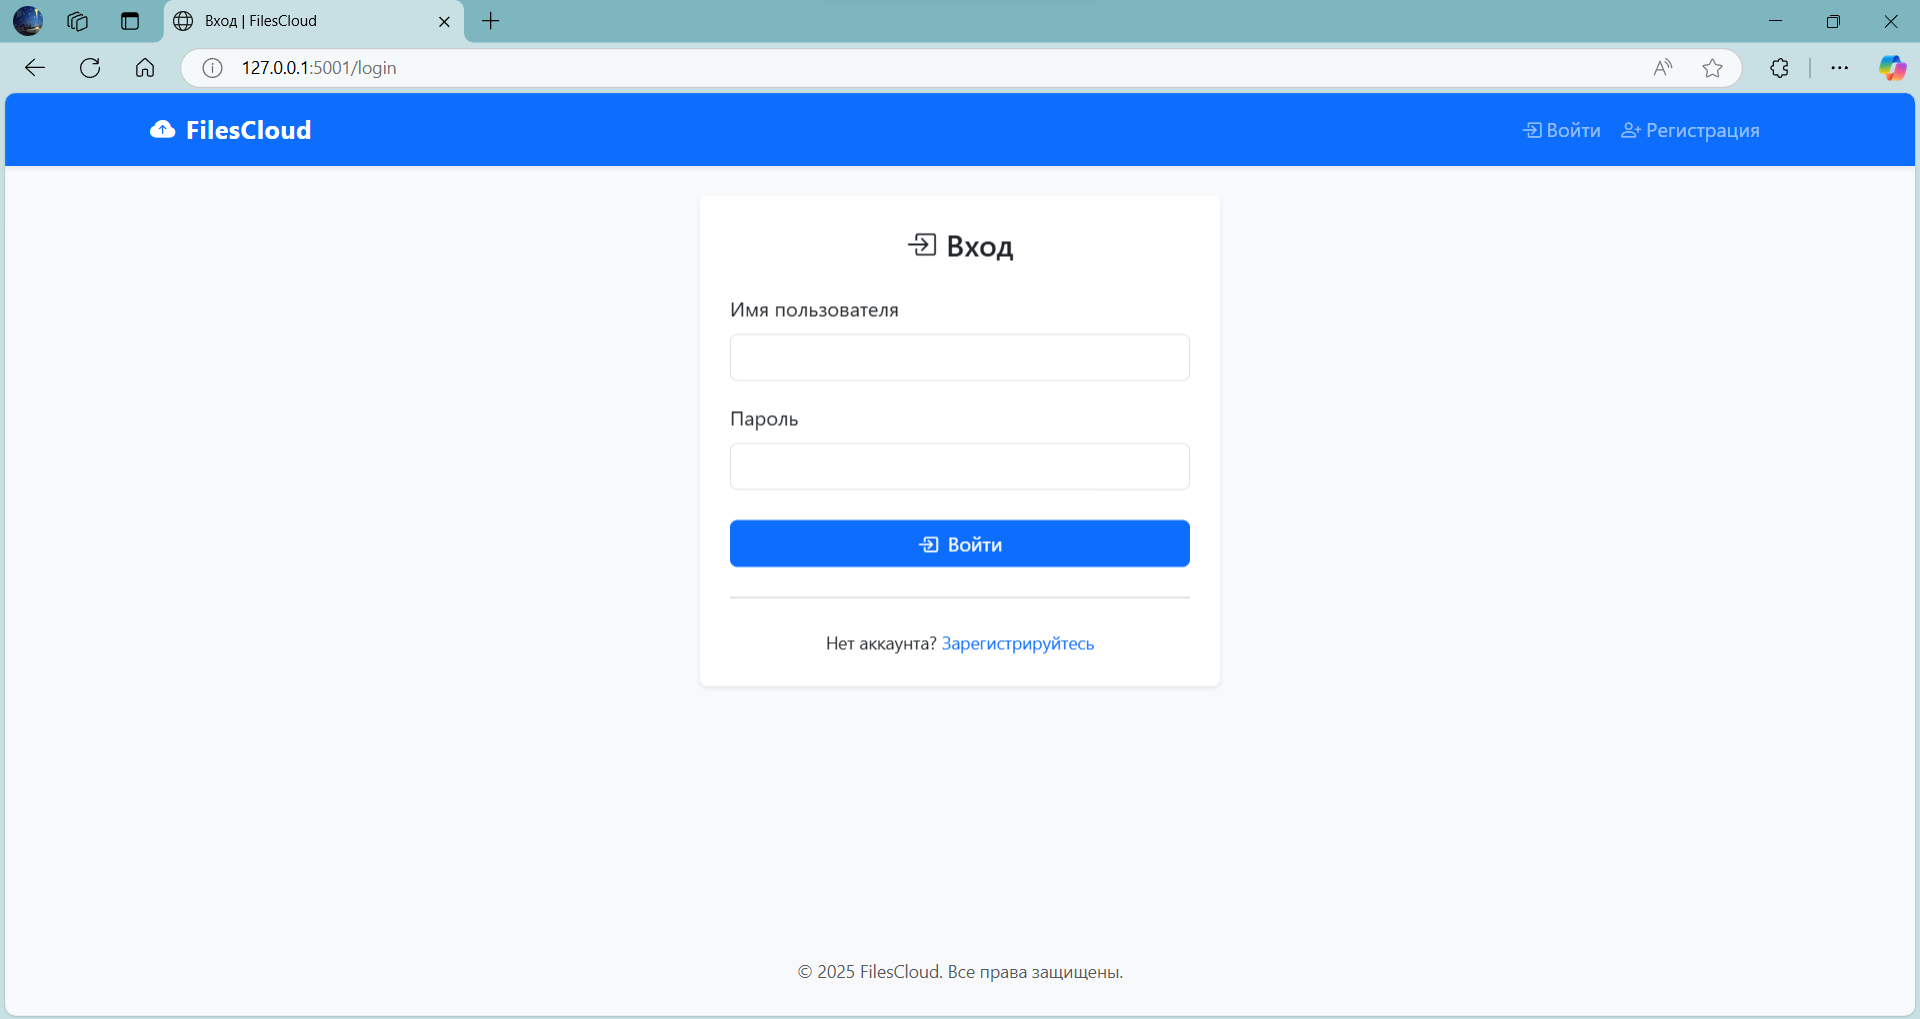 Вход | FilesCloud
127.0.0.1:5001/login
FilesCloud
Войти
Регистрация
Вход
Имя пользователя
Пароль
Войти
Нет аккаунта? Зарегистрируйтесь
© 2025 FilesCloud. Все права защищены.